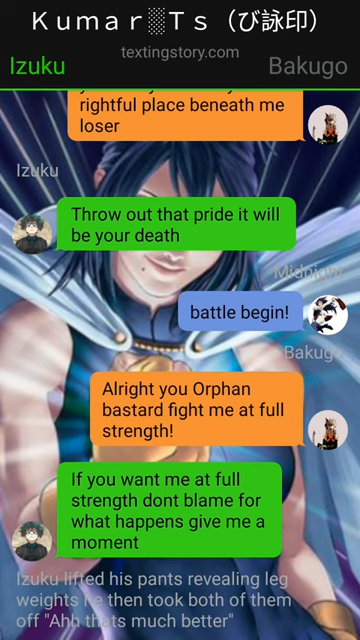 Ｋｕｍａｒ░Ｔｓ（び詠印）
textingstory.com
Izuku
Bakugo
rightful place beneath me
loser
Izuku
Throw out that pride it will
be your death
Midnight
battle begin!
Bakugo
Alright you Orphan
bastard fight me at full
strength!
If you want me at full
strength dont blame for
what happens give me a
moment
Izuku lifted his pants revealing leg
weights he then took both of them
off "Ahh thats much better"